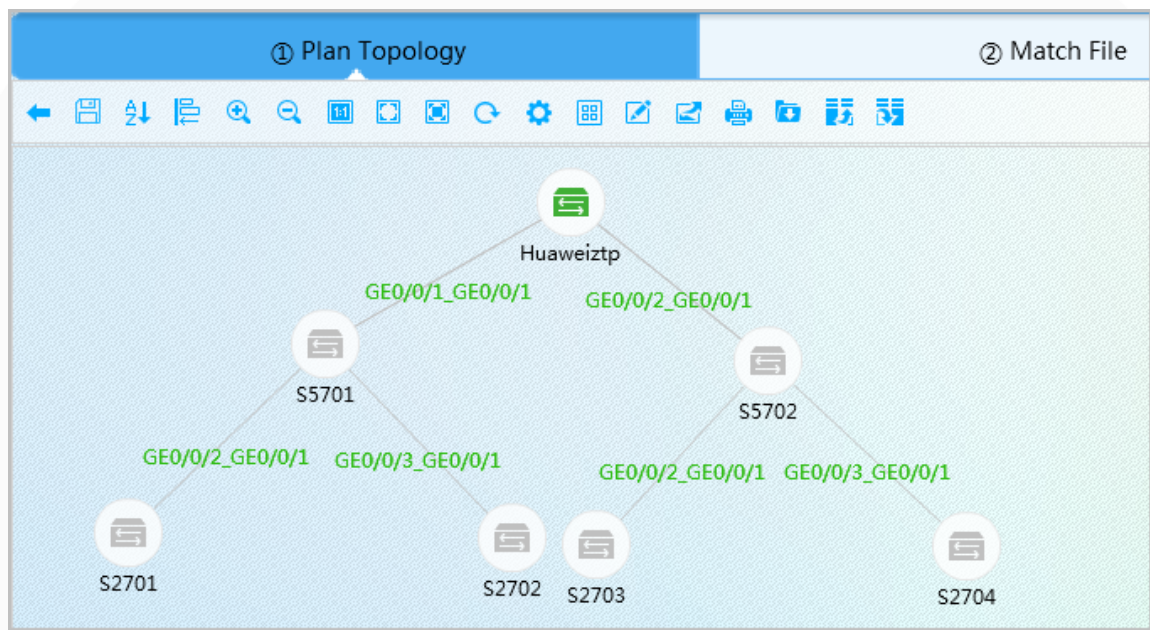 ① Plan Topology
② Match File
A
Z
1:1
Huaweiztp
GE0/0/1_GE0/0/1
GE0/0/2_GE0/0/1
S5701
S5702
GE0/0/2_GE0/0/1
GE0/0/3_GE0/0/1
GE0/0/2_GE0/0/1
GE0/0/3_GE0/0/1
S2701
S2702
S2703
S2704